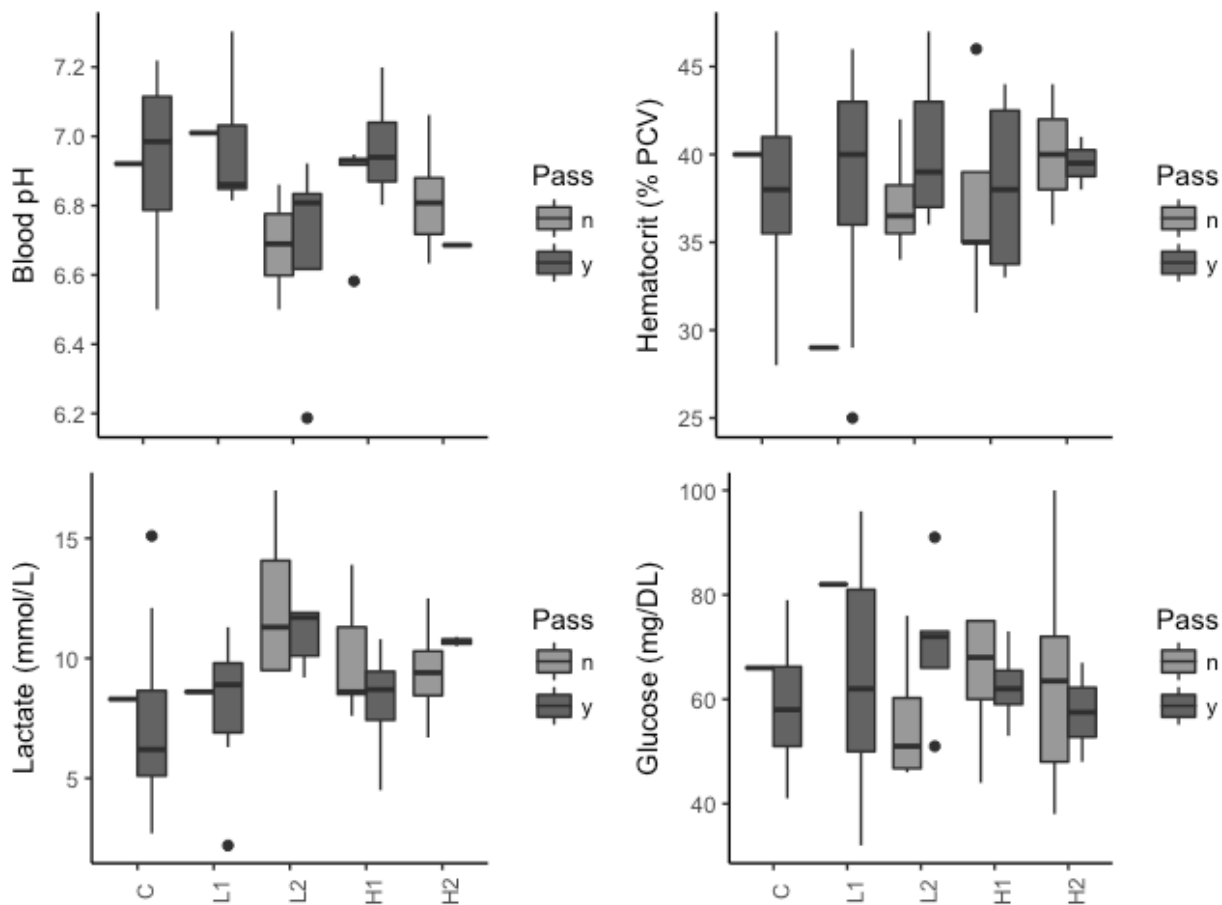 Blood pH
7.2
7.0
6.8
6.6
6.4
6.2
Pass
n
y
Hematocrit (% PCV)
45
40
35
30
25
Pass
n
y
Lactate (mmol/L)
15
10
5
C
L1
L2
H1
H2
Pass
n
y
Glucose (mg/DL)
100
80
60
40
C
L1
L2
H1
H2
Pass
n
y